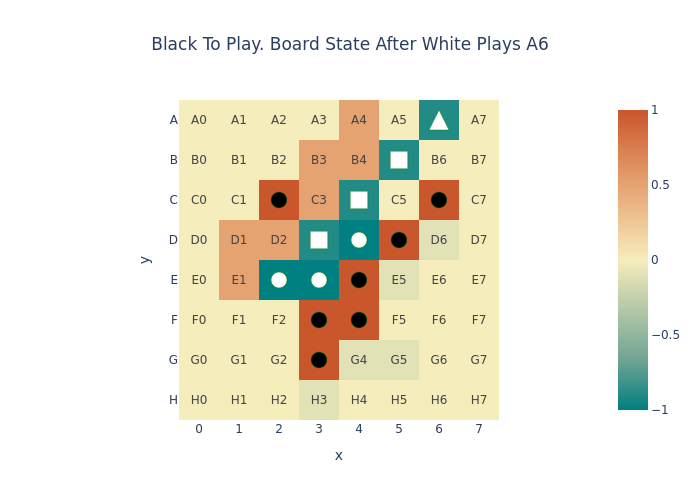 Black To Play. Board State After White Plays A6
A A0 A1 A2 A3 A4 A5 A7
B B0 B1 B2 B3 B4 B6 B7
C C0 C1 C3 C5 C7
D D0 D1 D2 D6 D7
E E0 E1 E5 E6 E7
F F0 F1 F2 F5 F6 F7
G G0 G1 G2 G4 G5 G6 G7
H H0 H1 H2 H3 H4 H5 H6 H7
0 1 2 3 4 5 6 7
x
y
1
0.5
0
−0.5
−1